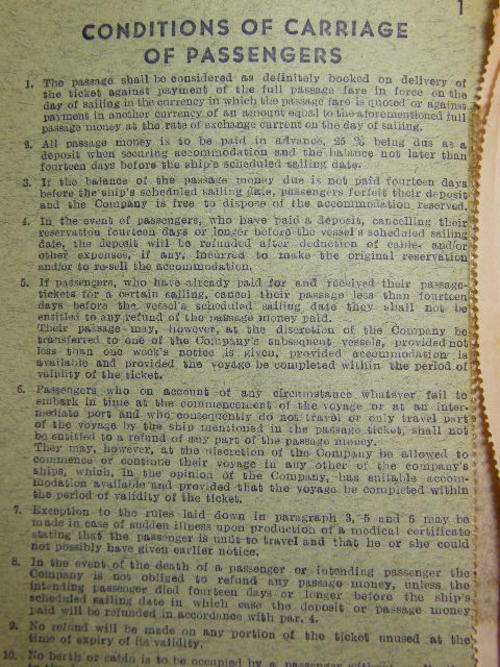 1
CONDITIONS OF CARRIAGE
OF PASSENGERS
1. The passage shall be considered as definitely booked on delivery of
the ticket against payment of the full passage fare in force on the
day of sailing in the currency in which the passage fare is quoted or against
payment in another currency of an amount equal to the aforementioned full
passage money at the rate of exchange current on the day of sailing.
2. All passage money is to be paid in advance, 25 % being due as a
deposit when securing accommodation and the balance not later than
fourteen days before the ship's scheduled sailing date.
3. If the balance of the passage money due is not paid fourteen days
before the ship's scheduled sailing date, passengers forfeit their deposit
and the Company is free to dispose of the accommodation reserved.
4. In the event of passengers, who have paid a deposit, cancelling their
reservation fourteen days or longer before the vessel's scheduled sailing
date, the deposit will be refunded after deduction of cable- and/or
other expenses, if any, incurred to make the original reservation
and/or to re-sell the accommodation.
5. If passengers, who have already paid for and received their passage-
tickets for a certain sailing, cancel their passage less than fourteen
days before the vessel's scheduled sailing date they shall not be
entitled to any refund of the passage money paid.
Their passage may, however, at the discretion of the Company be
transferred to one of the Company's subsequent vessels, provided not
less than one week's notice is given, provided accommodation is
available and provided the voyage be completed within the period of
validity of the ticket.
6. Passengers who on account of any circumstance whatever fail to
embark in time at the commencement of the voyage or at an inter-
mediate port and who consequently do not travel or only travel part
of the voyage by the ship mentioned in the passage ticket, shall not
be entitled to a refund of any part of the passage money.
They may, however, at the discretion of the Company be allowed to
commence or continue their voyage in any other of the company's
ships, which, in the opinion of the Company, has suitable accom-
modation available and provided that the voyage be completed within
the period of validity of the ticket.
7. Exception to the rules laid down in paragraph 3, 5 and 6 may be
made in case of sudden illness upon production of a medical certificate
stating that the passenger is unfit to travel and that he or she could
not possibly have given earlier notice.
8. In the event of the death of a passenger or intending passenger the
Company is not obliged to refund any passage money, unless the
intending passenger died fourteen days or longer before the ship's
scheduled sailing date in which case the deposit or passage money
paid will be refunded in accordance with par. 4.
9. No refund will be made on any portion of the ticket unused at the
time of expiry of its validity.
10. No berth or cabin is to be occupied by a passenger